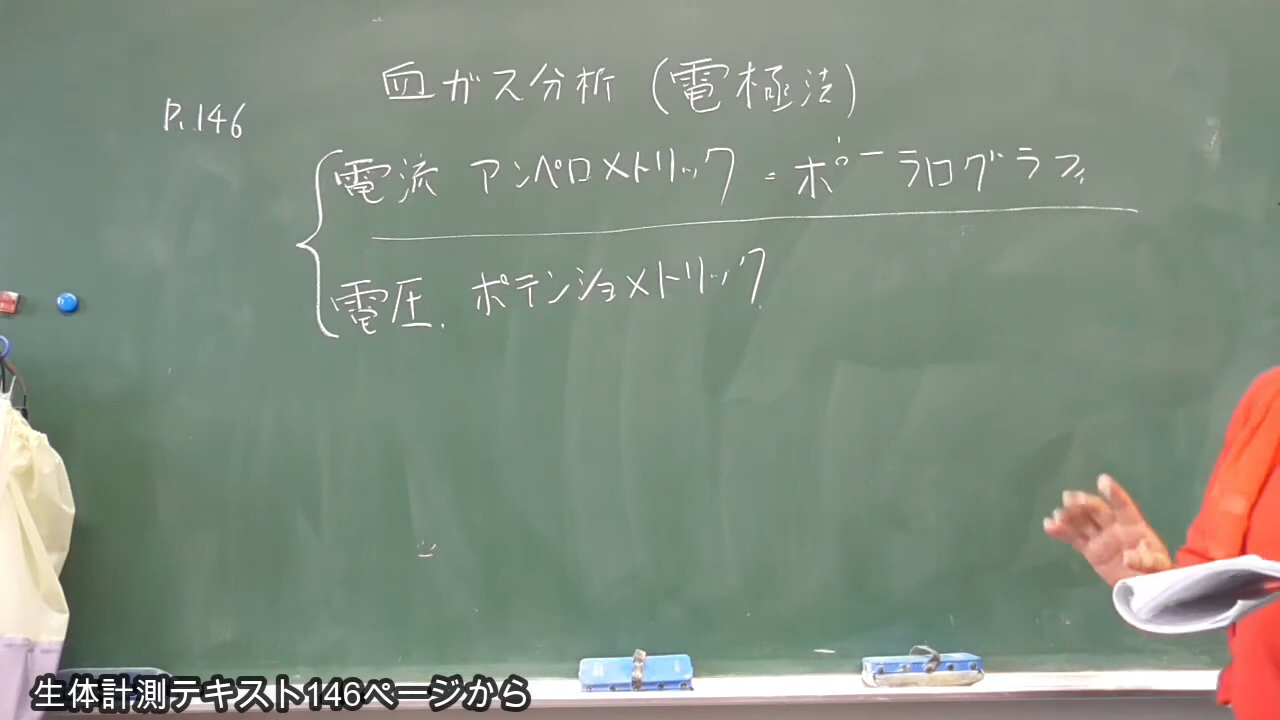 血ガス分析(電極法)
P.146
電流 アンペロメトリック = ポーラログラフィ
電圧. ポテンショメトリック
生体計測テキスト146ページから